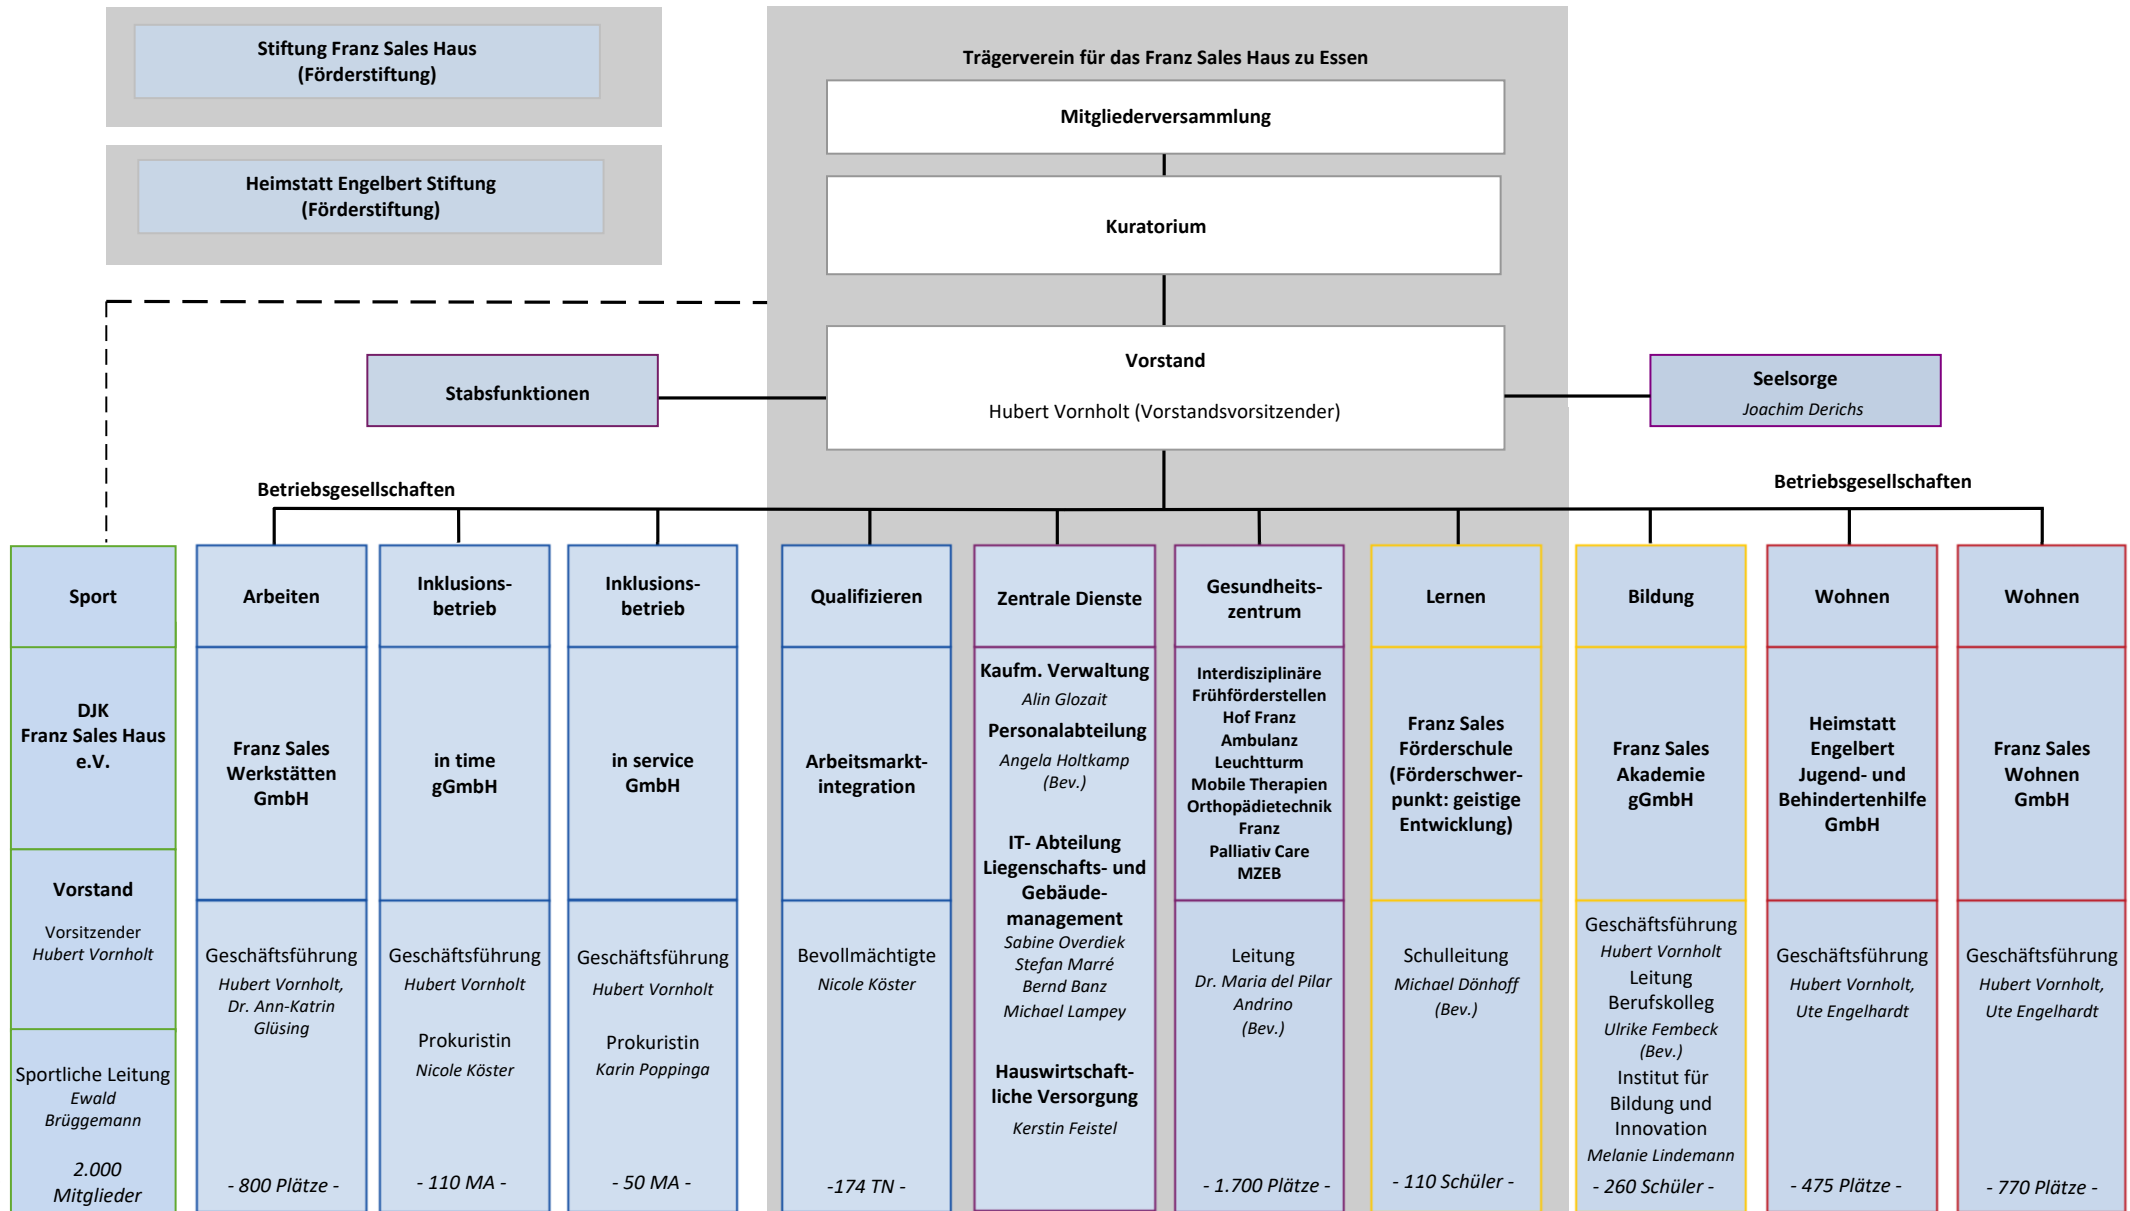 Stiftung Franz Sales Haus
(Förderstiftung)
Heimstatt Engelbert Stiftung
(Förderstiftung)
Trägerverein für das Franz Sales Haus zu Essen
Mitgliederversammlung
Kuratorium
Vorstand
Hubert Vornholt (Vorstandsvorsitzender)
Stabsfunktionen
Seelsorge
Joachim Derichs
Betriebsgesellschaften
Betriebsgesellschaften
Sport
DJK
Franz Sales Haus
e.V.
Vorstand
Vorsitzender
Hubert Vornholt
Sportliche Leitung
Ewald
Brüggemann
2.000
Mitglieder
Arbeiten
Franz Sales
Werkstätten
GmbH
Geschäftsführung
Hubert Vornholt,
Dr. Ann-Katrin
Glüsing
- 800 Plätze -
Inklusions-
betrieb
in time
gGmbH
Geschäftsführung
Hubert Vornholt
Prokuristin
Nicole Köster
- 110 MA -
Inklusions-
betrieb
in service
GmbH
Geschäftsführung
Hubert Vornholt
Prokuristin
Karin Poppinga
- 50 MA -
Qualifizieren
Arbeitsmarkt-
integration
Bevollmächtigte
Nicole Köster
-174 TN -
Zentrale Dienste
Kaufm. Verwaltung
Alin Glozait
Personalabteilung
Angela Holtkamp
(Bev.)
IT- Abteilung
Liegenschafts- und
Gebäude-
management
Sabine Overdiek
Stefan Marré
Bernd Banz
Michael Lampey
Hauswirtschaft-
liche Versorgung
Kerstin Feistel
Gesundheits-
zentrum
Interdisziplinäre
Frühförderstellen
Hof Franz
Ambulanz
Leuchtturm
Mobile Therapien
Orthopädietechnik
Franz
Palliativ Care
MZEB
Leitung
Dr. Maria del Pilar
Andrino
(Bev.)
- 1.700 Plätze -
Lernen
Franz Sales
Förderschule
(Förderschwer-
punkt: geistige
Entwicklung)
Schulleitung
Michael Dönhoff
(Bev.)
- 110 Schüler -
Bildung
Franz Sales
Akademie
gGmbH
Geschäftsführung
Hubert Vornholt
Leitung
Berufskolleg
Ulrike Fembeck
(Bev.)
Institut für
Bildung und
Innovation
Melanie Lindemann
- 260 Schüler -
Wohnen
Heimstatt
Engelbert
Jugend- und
Behindertenhilfe
GmbH
Geschäftsführung
Hubert Vornholt,
Ute Engelhardt
- 475 Plätze -
Wohnen
Franz Sales
Wohnen
GmbH
Geschäftsführung
Hubert Vornholt,
Ute Engelhardt
- 770 Plätze -